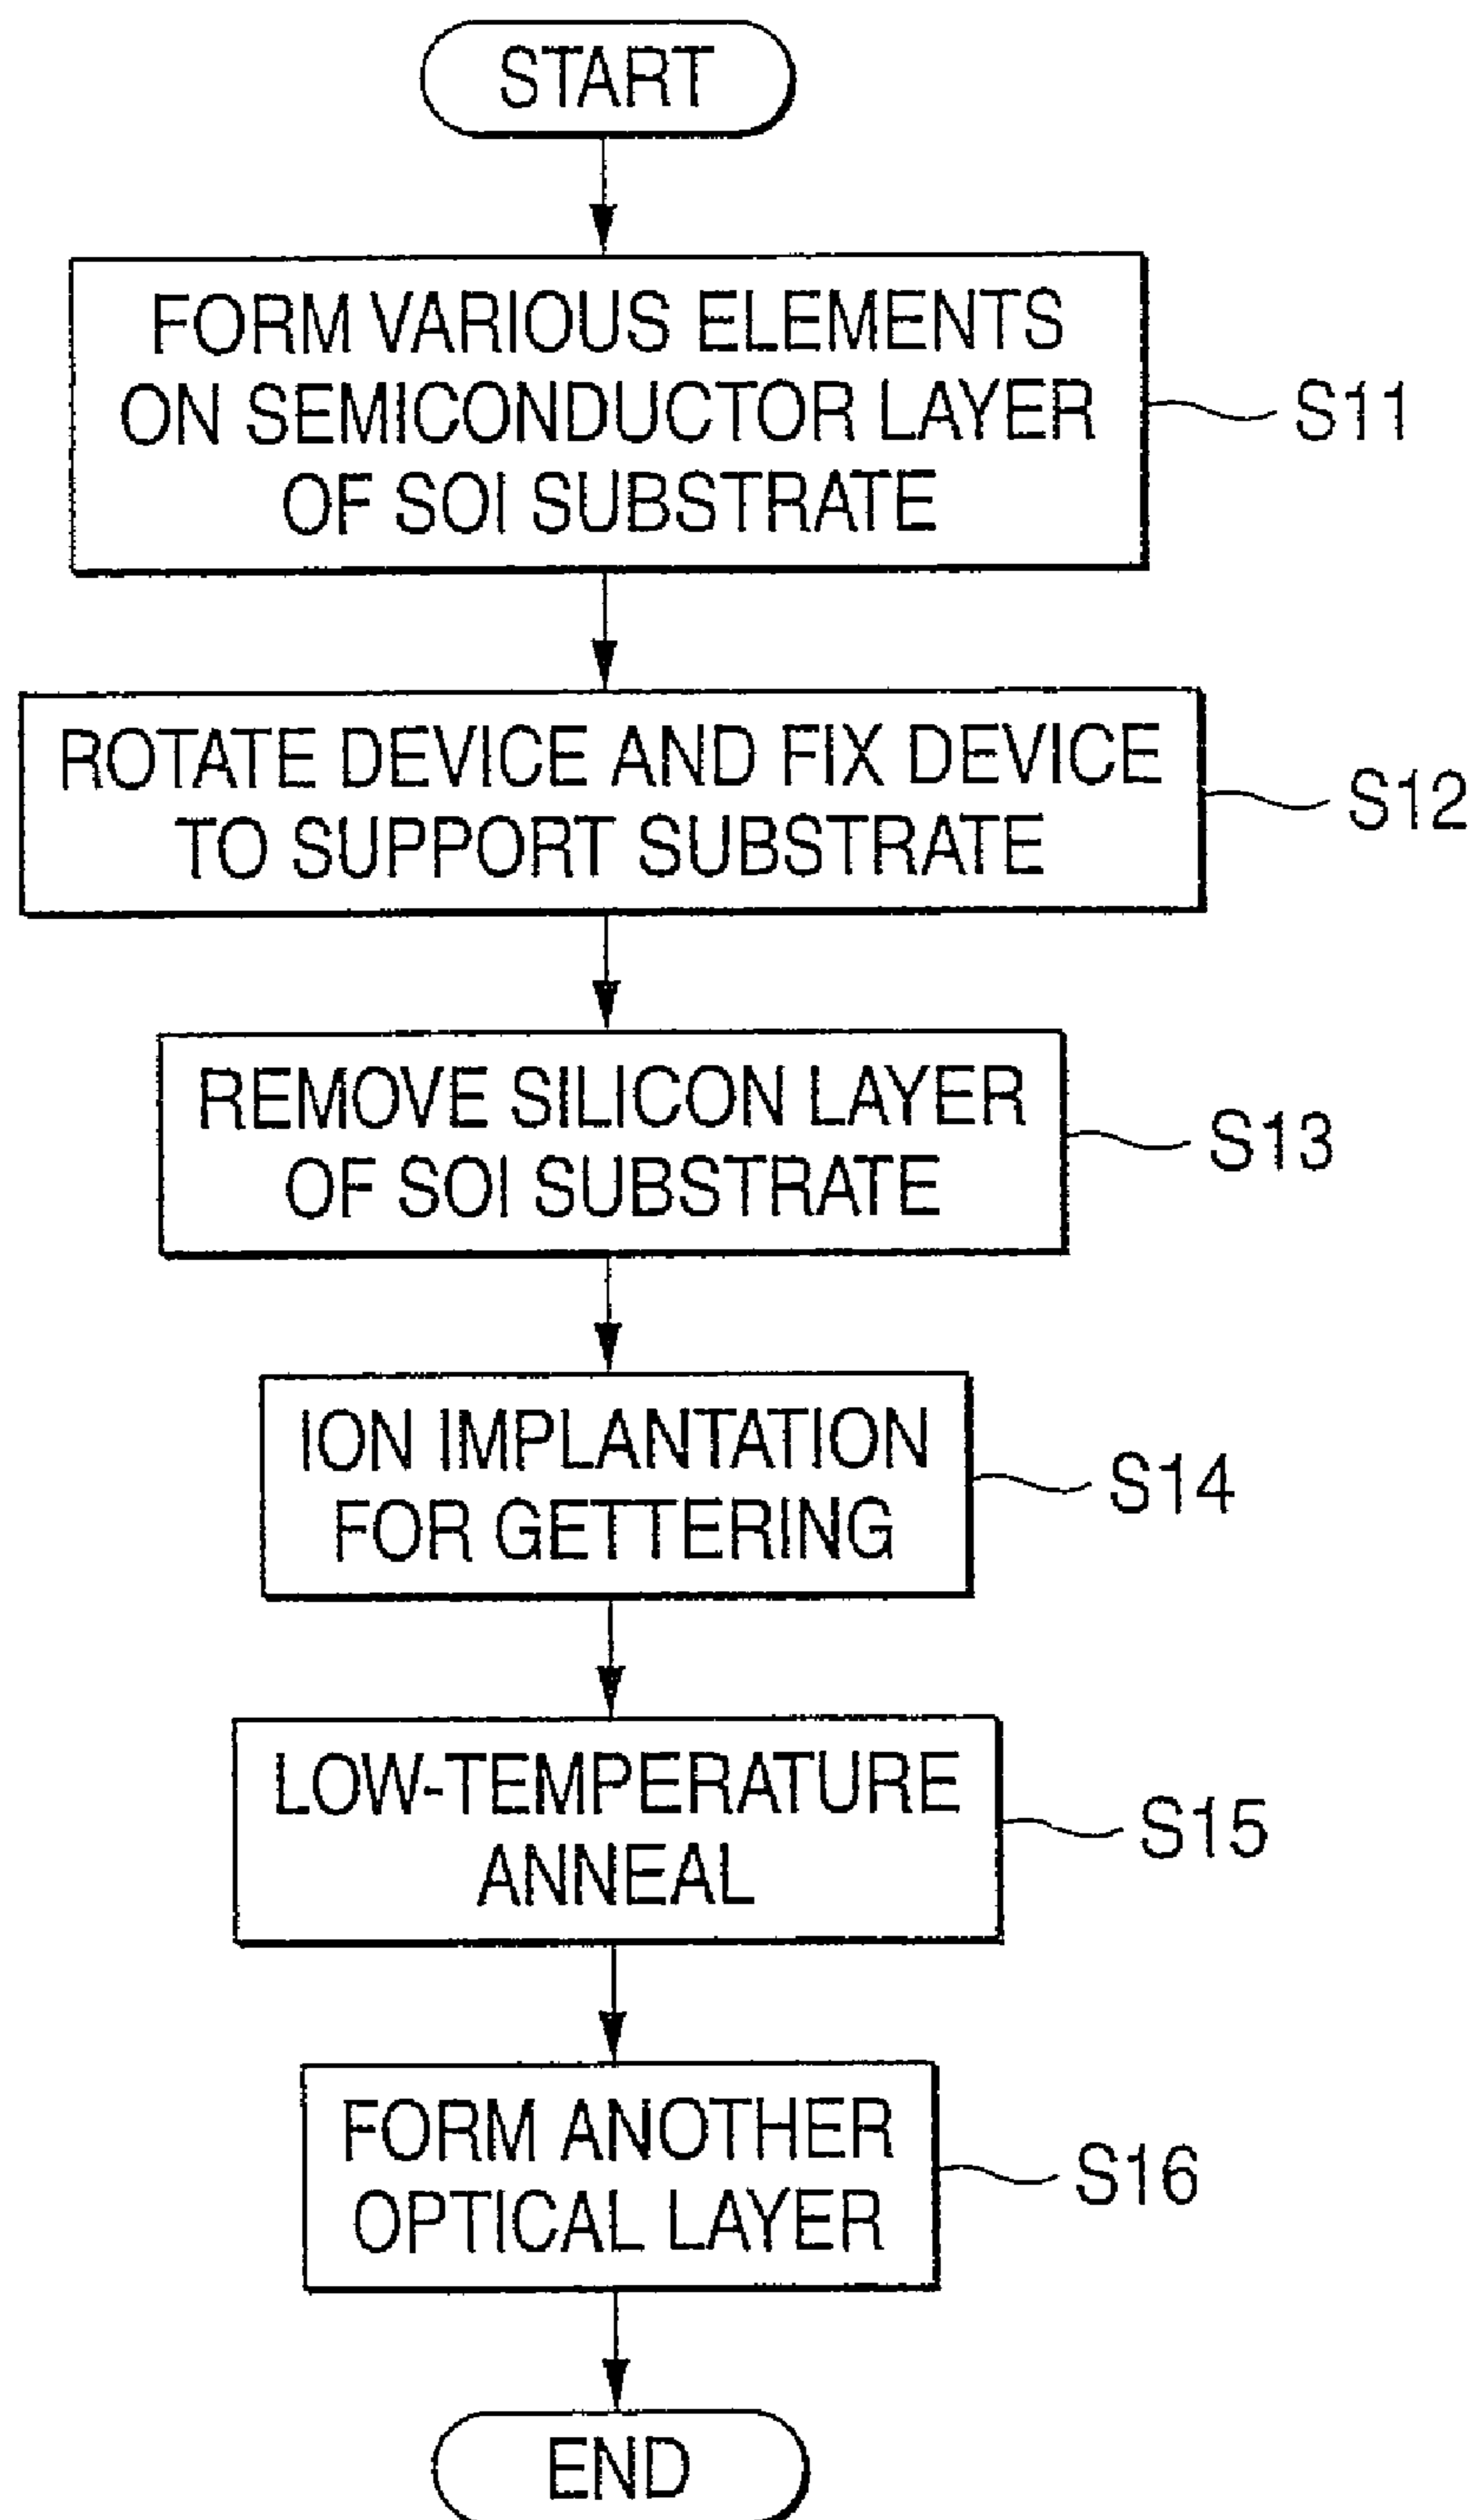 START
FORM VARIOUS ELEMENTS
ON SEMICONDUCTOR LAYER
OF SOI SUBSTRATE
S11
ROTATE DEVICE AND FIX DEVICE
TO SUPPORT SUBSTRATE
S12
REMOVE SILICON LAYER
OF SOI SUBSTRATE
S13
ION IMPLANTATION
FOR GETTERING
S14
LOW-TEMPERATURE
ANNEAL
S15
FORM ANOTHER
OPTICAL LAYER
S16
END